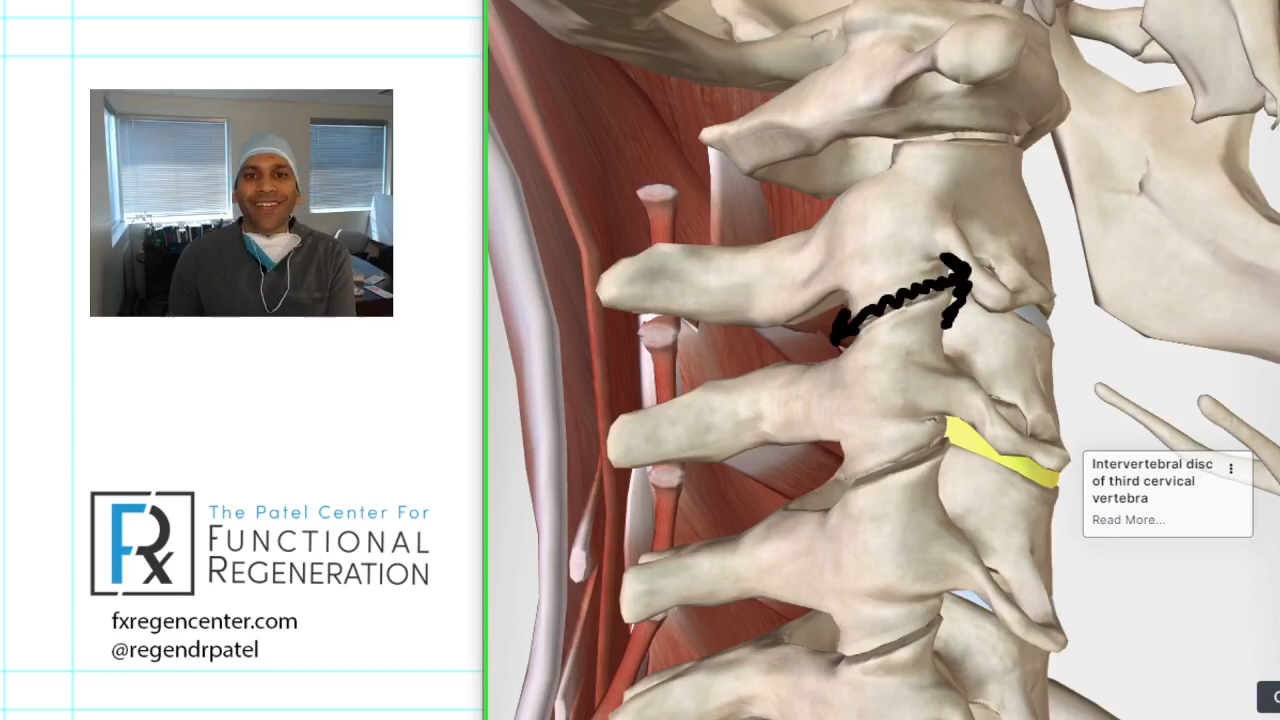 The Patel Center For
FUNCTIONAL
REGENERATION
FRx
fxregencenter.com
@regendrpatel
Intervertebral disc
of third cervical
vertebra
Read More...